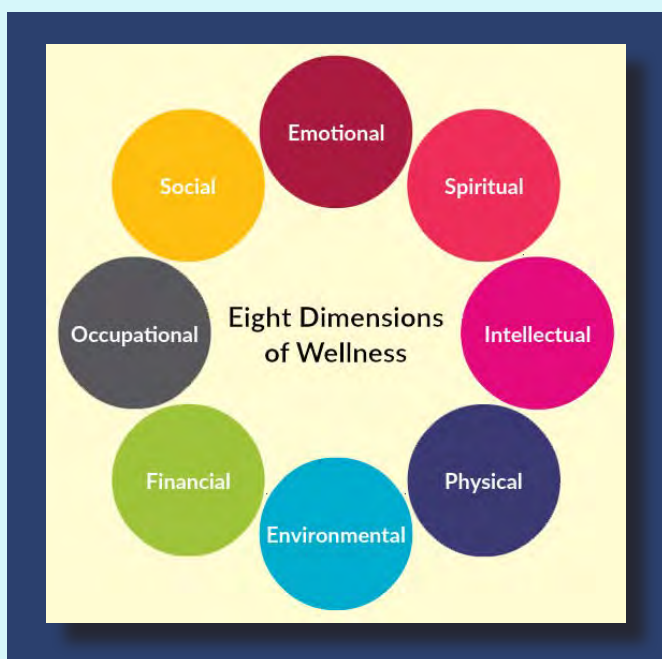 Emotional
Spiritual
Intellectual
Physical
Environmental
Financial
Occupational
Social
Eight Dimensions
of Wellness